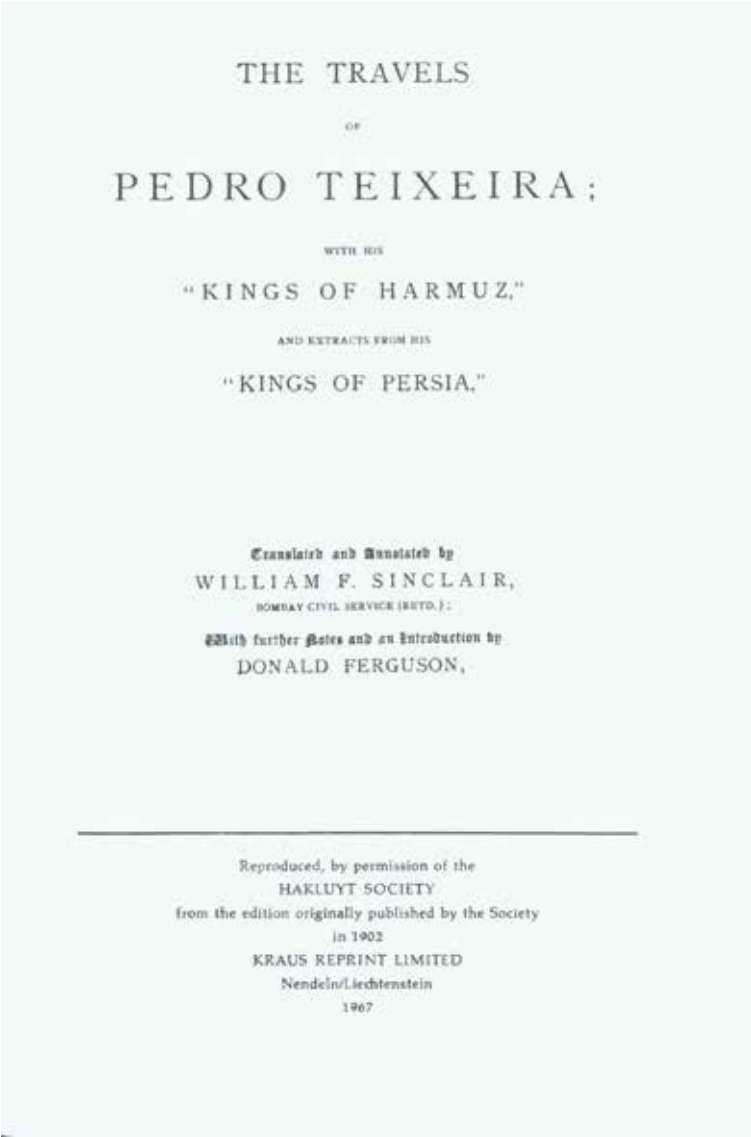 THE TRAVELS
OF
PEDRO TEIXEIRA;
WITH HIS
"KINGS OF HARMUZ,"
AND EXTRACTS FROM HIS
"KINGS OF PERSIA,"
Translated and Annotated by
WILLIAM F. SINCLAIR,
BOMBAY CIVIL SERVICE (RETD.);
With further Notes and an Introduction by
DONALD FERGUSON,
Reproduced, by permission of the
HAKLUYT SOCIETY
from the edition originally published by the Society
in 1902
KRAUS REPRINT LIMITED
Nendeln/Liechtenstein
1967